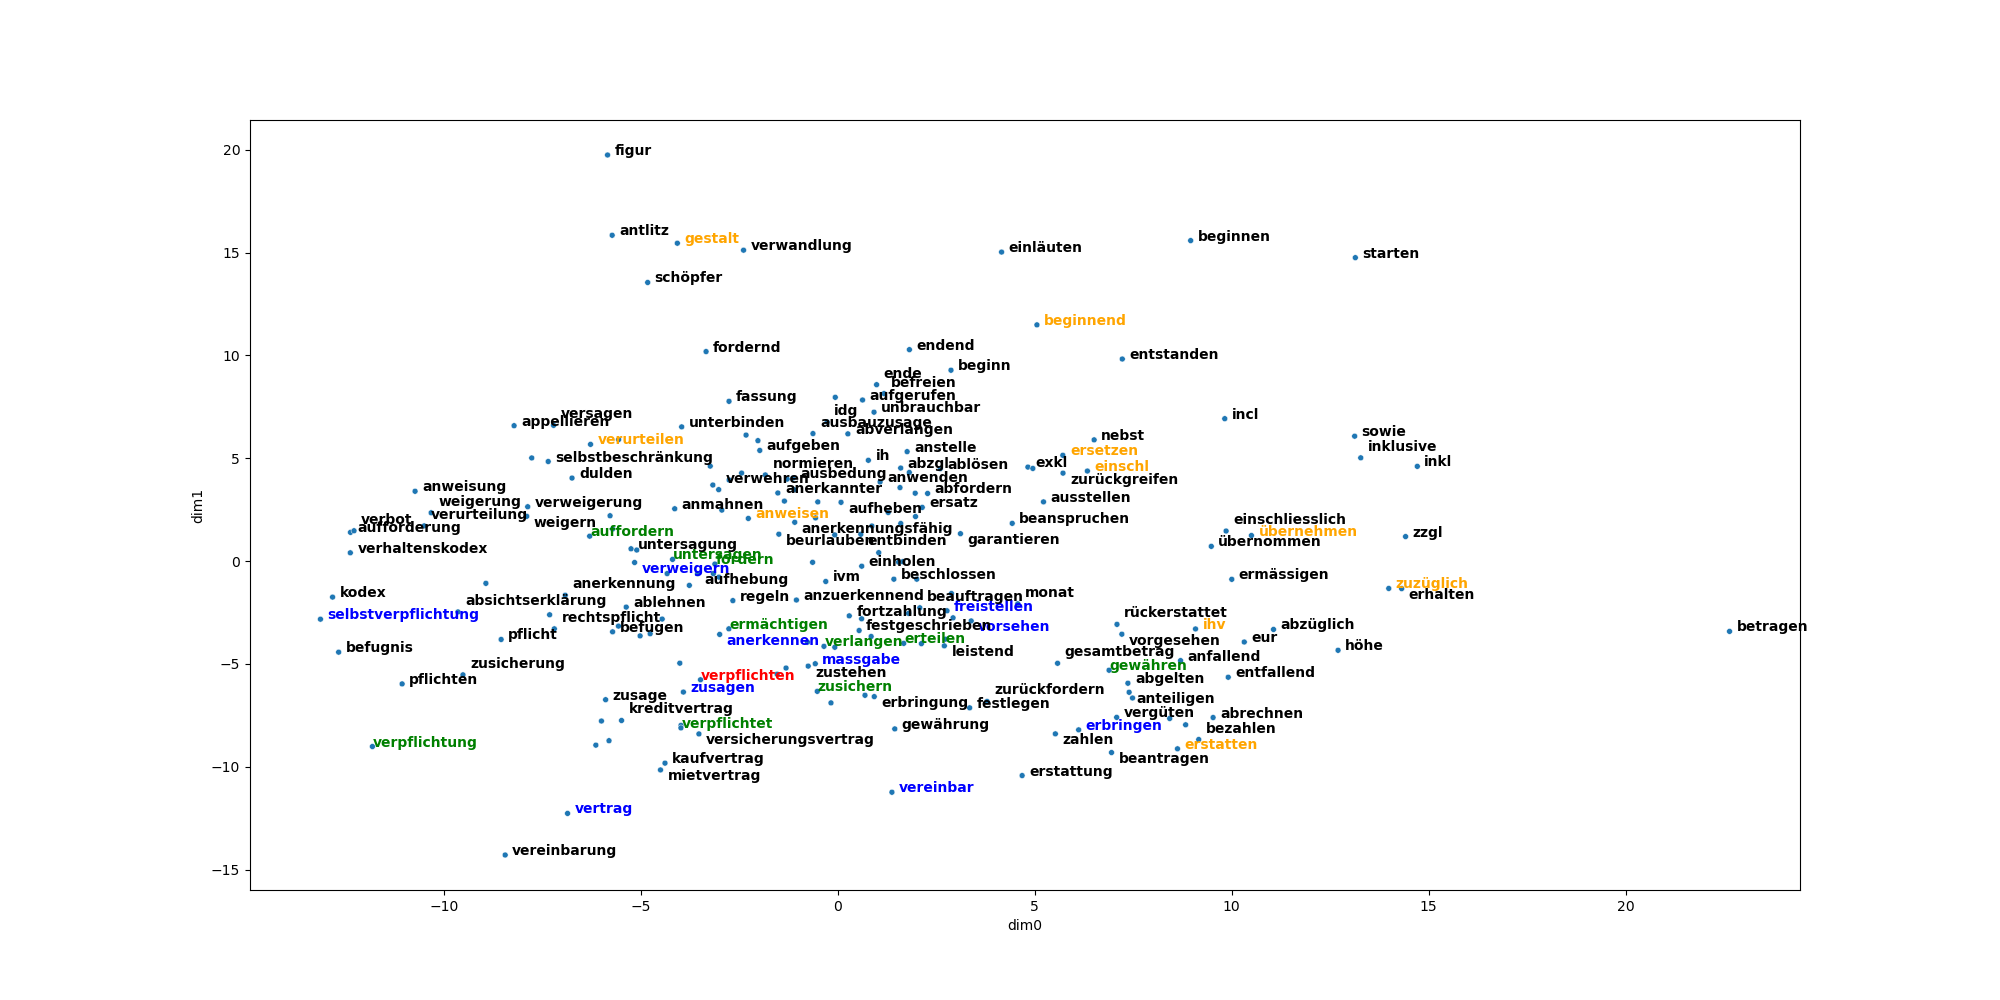 20
15
10
5
0
−5
−10
−15
dim1
figur
antlitz
gestalt
verwandlung
einläuten
beginnen
starten
schöpfer
beginnend
fordernd
endend
entstanden
beginn
ende
befreien
fassung
aufgerufen
idg
unbrauchbar
versagen
appellieren
unterbinden
ausbauzusage
abverlangen
incl
sowie
verurteilen
aufgeben
anstelle
nebst
ersetzen
inklusive
selbstbeschränkung
normieren
ih
abzgl
ablösen
exkl
einschl
inkl
dulden
verwehren
ausbedung
anwenden
zurückgreifen
anweisung
anerkannter
abfordern
ausstellen
weigerung
verweigerung
anmahnen
aufheben
ersatz
verbot
verurteilung
weigern
anweisen
beanspruchen
einschliesslich
aufforderung
auffordern
anerkennungsfähig
übernehmen
zzgl
verhaltenskodex
untersagung
beurlauben
entbinden
garantieren
übernommen
untersagen
fordern
verweigern
einholen
anerkennung
aufhebung
ivm
beschlossen
ermässigen
zuzüglich
kodex
absichtserklärung
ablehnen
regeln
anzuerkennend
beauftragen
monat
erhalten
selbstverpflichtung
rechtspflicht
fortzahlung
freistellen
rückerstattet
pflicht
befugen
ermächtigen
festgeschrieben
vorsehen
ihv
abzüglich
betragen
befugnis
anerkennen
verlangen
erteilen
leistend
vorgesehen
eur
höhe
zusicherung
massgabe
gesamtbetrag
anfallend
pflichten
verpflichten
zustehen
gewähren
entfallend
zusagen
zusichern
abgelten
zusage
zurückfordern
anteiligen
kreditvertrag
erbringung
festlegen
vergüten
abrechnen
verpflichtet
gewährung
erbringen
bezahlen
verpflichtung
versicherungsvertrag
zahlen
erstatten
kaufvertrag
beantragen
mietvertrag
erstattung
vereinbar
vertrag
vereinbarung
−10 −5 0 5 10 15 20
dim0